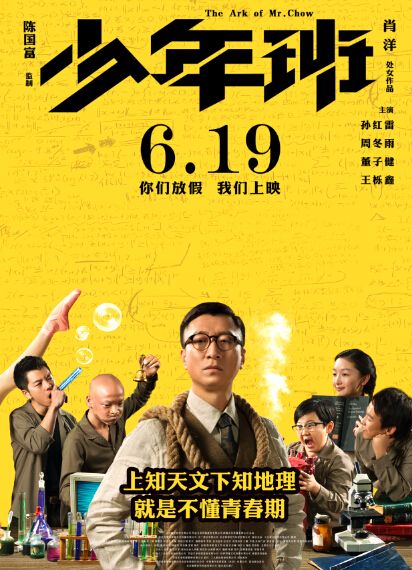 The Ark of Mr.Chow
陈国富
监制
少年班
肖洋
处女作品
主演
孙红雷
周冬雨
董子健
王栎鑫
6.19
你们放假 我们上映
上知天文下知地理
就是不懂青春期